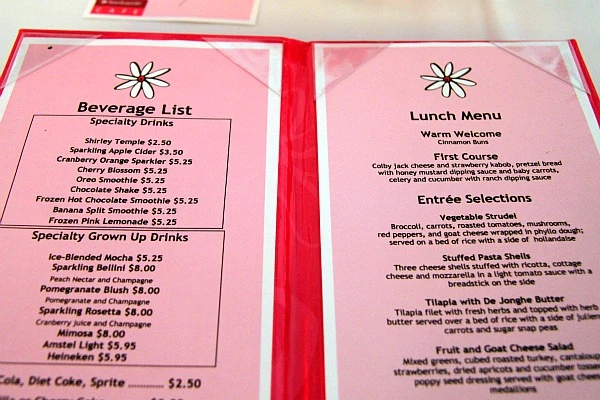 CAFE
Beverage List
Specialty Drinks
Shirley Temple $2.50
Sparkling Apple Cider $3.50
Cranberry Orange Sparkler $5.25
Cherry Blossom $5.25
Oreo Smoothie $5.25
Chocolate Shake $5.25
Frozen Hot Chocolate Smoothie $5.25
Banana Split Smoothie $5.25
Frozen Pink Lemonade $5.25
Specialty Grown Up Drinks
Ice-Blended Mocha $5.25
Sparkling Bellini $8.00
Peach Nectar and Champagne
Pomegranate Blush $8.00
Pomegranate and Champagne
Sparkling Rosetta $8.00
Cranberry Juice and Champagne
Mimosa $8.00
Amstel Light $5.95
Heineken $5.95
Cola, Diet Coke, Sprite ........... $2.50
Lunch Menu
Warm Welcome
Cinnamon Buns
First Course
Colby jack cheese and strawberry kabob, pretzel bread
with honey mustard dipping sauce and baby carrots,
celery and cucumber with ranch dipping sauce
Entrée Selections
Vegetable Strudel
Broccoli, carrots, roasted tomatoes, mushrooms,
red peppers, and goat cheese wrapped in phyllo dough;
served on a bed of rice with a side of hollandaise
Stuffed Pasta Shells
Three cheese shells stuffed with ricotta, cottage
cheese and mozzarella in a light tomato sauce with a
breadstick on the side
Tilapia with De Jonghe Butter
Tilapia filet with fresh herbs and topped with herb
butter served over a bed of rice with a side of julien
carrots and sugar snap peas
Fruit and Goat Cheese Salad
Mixed greens, cubed roasted turkey, cantaloup
strawberries, dried apricots and cucumber tosse
poppy seed dressing served with goat chees
medallions